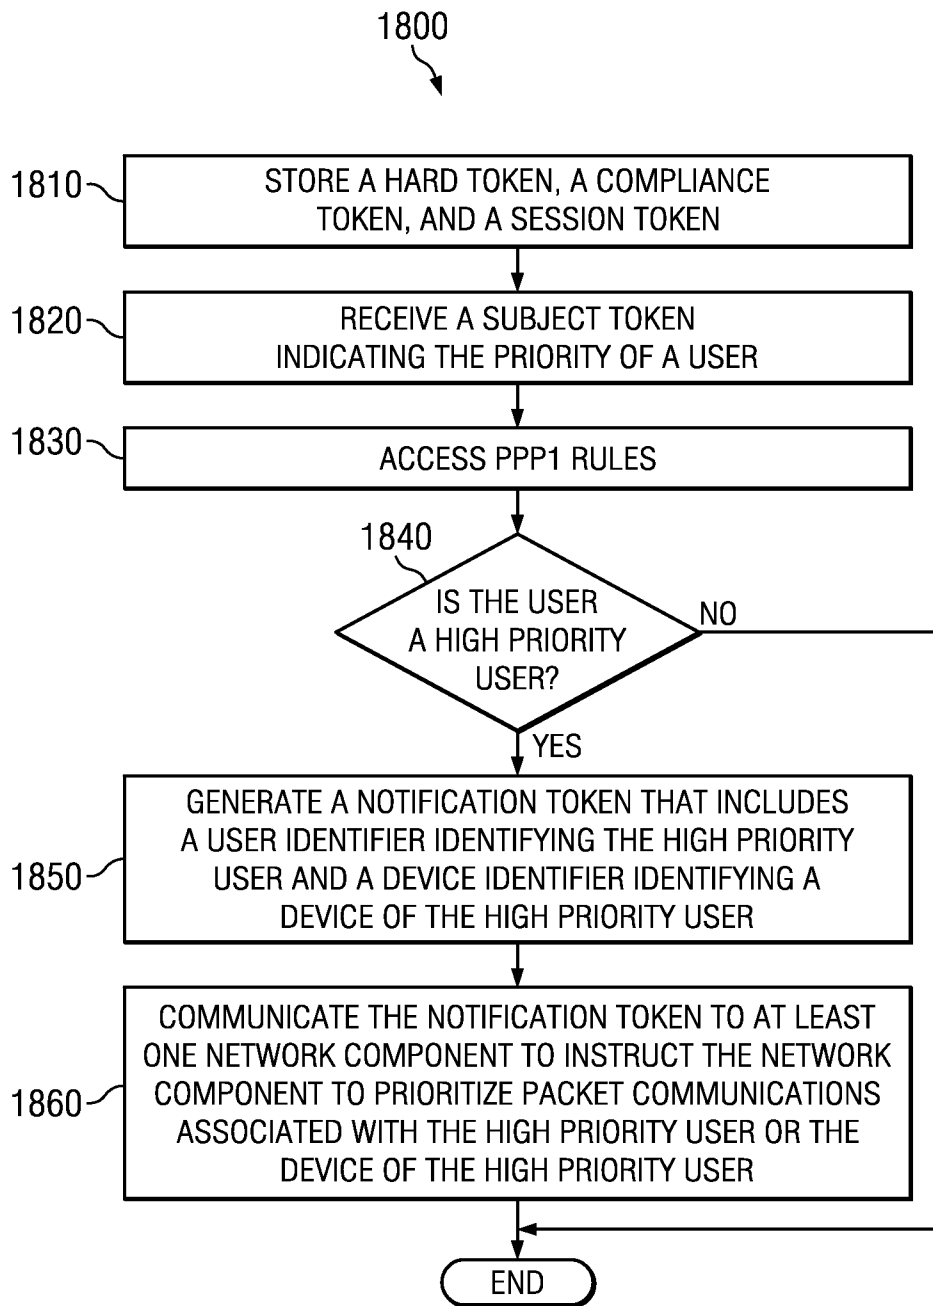 1800
1810
STORE A HARD TOKEN, A COMPLIANCE
TOKEN, AND A SESSION TOKEN
1820
RECEIVE A SUBJECT TOKEN
INDICATING THE PRIORITY OF A USER
1830
ACCESS PPP1 RULES
1840
IS THE USER
A HIGH PRIORITY
USER?
NO
YES
1850
GENERATE A NOTIFICATION TOKEN THAT INCLUDES
A USER IDENTIFIER IDENTIFYING THE HIGH PRIORITY
USER AND A DEVICE IDENTIFIER IDENTIFYING A
DEVICE OF THE HIGH PRIORITY USER
1860
COMMUNICATE THE NOTIFICATION TOKEN TO AT LEAST
ONE NETWORK COMPONENT TO INSTRUCT THE NETWORK
COMPONENT TO PRIORITIZE PACKET COMMUNICATIONS
ASSOCIATED WITH THE HIGH PRIORITY USER OR THE
DEVICE OF THE HIGH PRIORITY USER
END